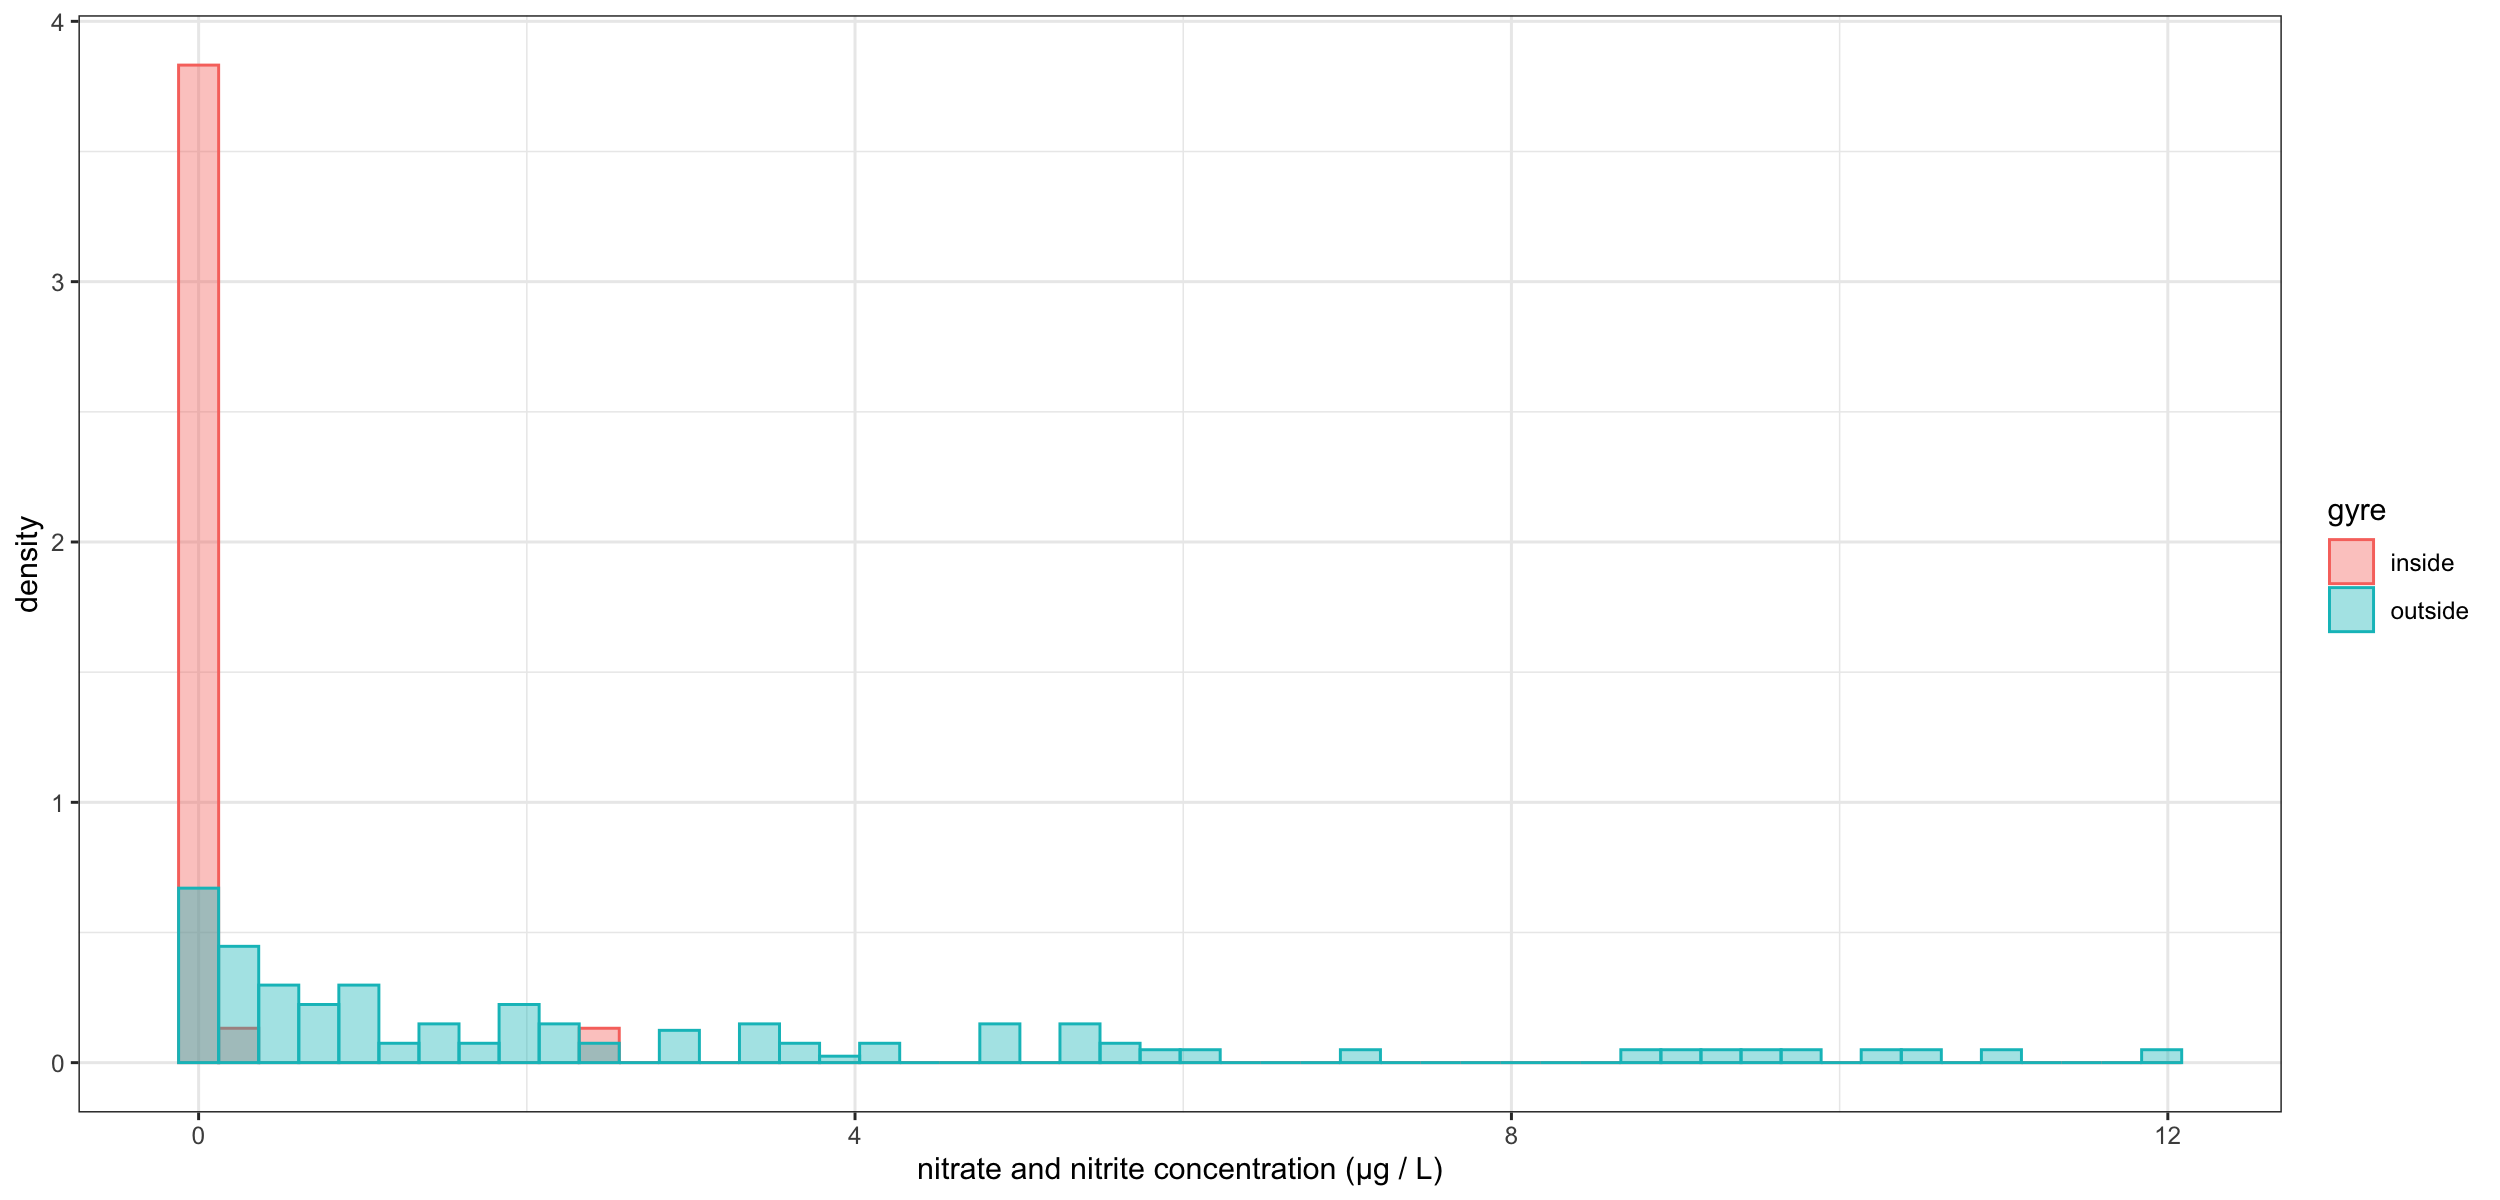 4
3
2
1
0
density
0 4 8 12
nitrate and nitrite concentration (µg / L)
gyre
inside
outside